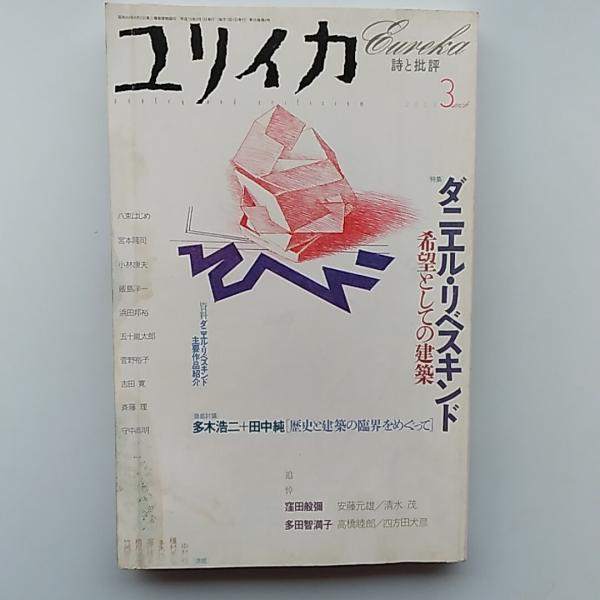 ユリイカ
Eureka
詩と批評
poetry and criticism
3
特集
ダニエル・リベスキンド
希望としての建築
八束はじめ
宮本隆司
小林康夫
飯島洋一
浜田邦裕
五十嵐太郎
菅野裕子
吉田 寛
斉藤 理
守中高明
資料 ダニエル・リベスキンド
主要作品紹介
徹底討議
多木浩二+田中純[歴史と建築の臨界をめぐって]
追悼
窪田般彌 安藤元雄/清水 茂
多田智満子 高橋睦郎/四方田犬彦